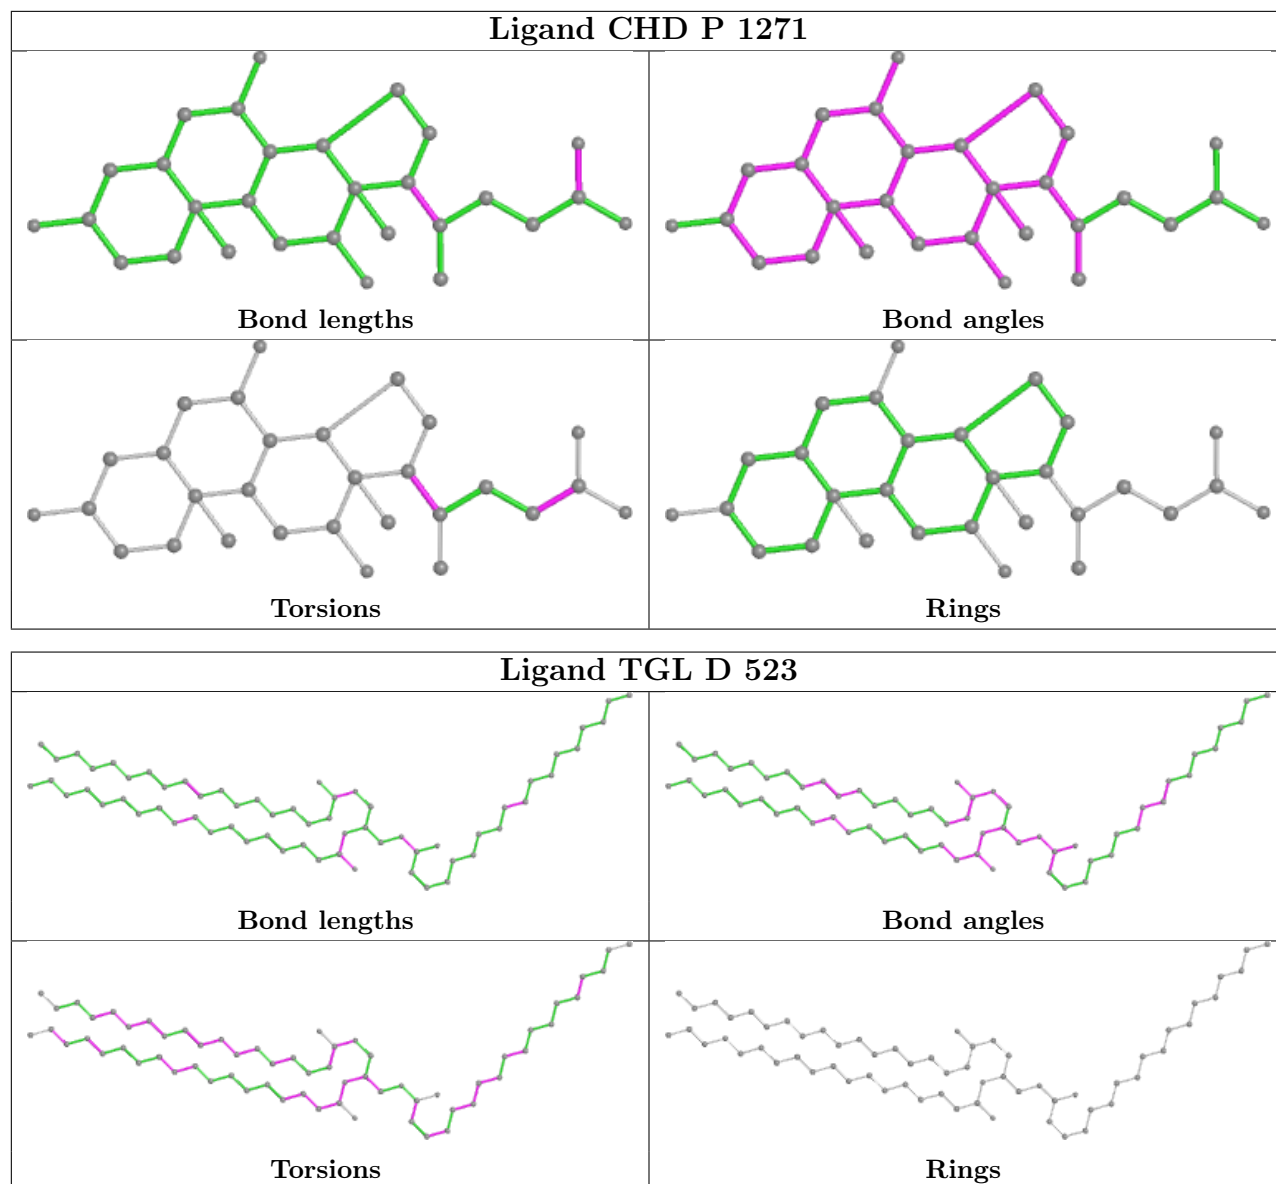 Ligand CHD P 1271
Bond lengths
Bond angles
Torsions
Rings
Ligand TGL D 523
Bond lengths
Bond angles
Torsions
Rings